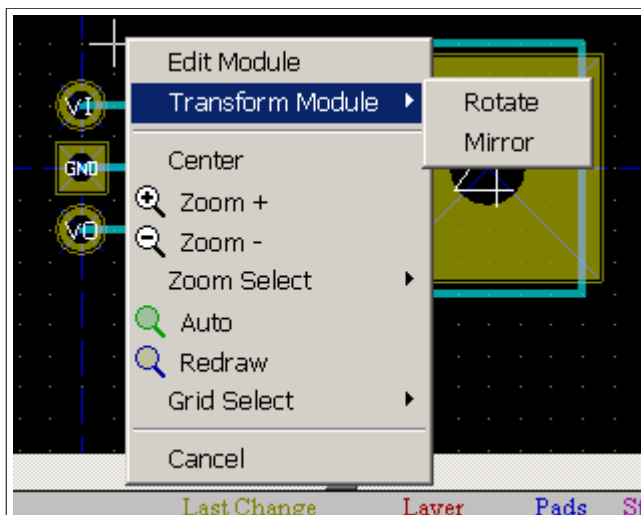 Edit Module
Transform Module
Rotate
Mirror
VI
GND
VO
Center
Zoom +
Zoom -
Zoom Select
Auto
Redraw
Grid Select
Cancel
Last Change Layer Pads